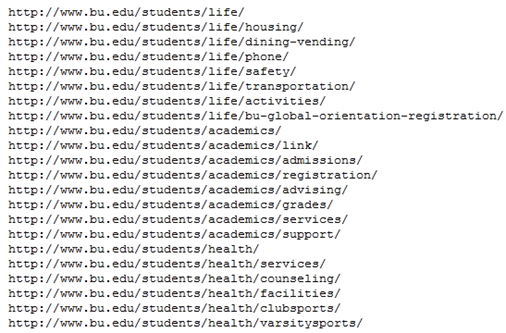 http://www.bu.edu/students/life/
http://www.bu.edu/students/life/housing/
http://www.bu.edu/students/life/dining-vending/
http://www.bu.edu/students/life/phone/
http://www.bu.edu/students/life/safety/
http://www.bu.edu/students/life/transportation/
http://www.bu.edu/students/life/activities/
http://www.bu.edu/students/life/bu-global-orientation-registration/
http://www.bu.edu/students/academics/
http://www.bu.edu/students/academics/link/
http://www.bu.edu/students/academics/admissions/
http://www.bu.edu/students/academics/registration/
http://www.bu.edu/students/academics/advising/
http://www.bu.edu/students/academics/grades/
http://www.bu.edu/students/academics/services/
http://www.bu.edu/students/academics/support/
http://www.bu.edu/students/health/
http://www.bu.edu/students/health/services/
http://www.bu.edu/students/health/counseling/
http://www.bu.edu/students/health/facilities/
http://www.bu.edu/students/health/clubsports/
http://www.bu.edu/students/health/varsitysports/